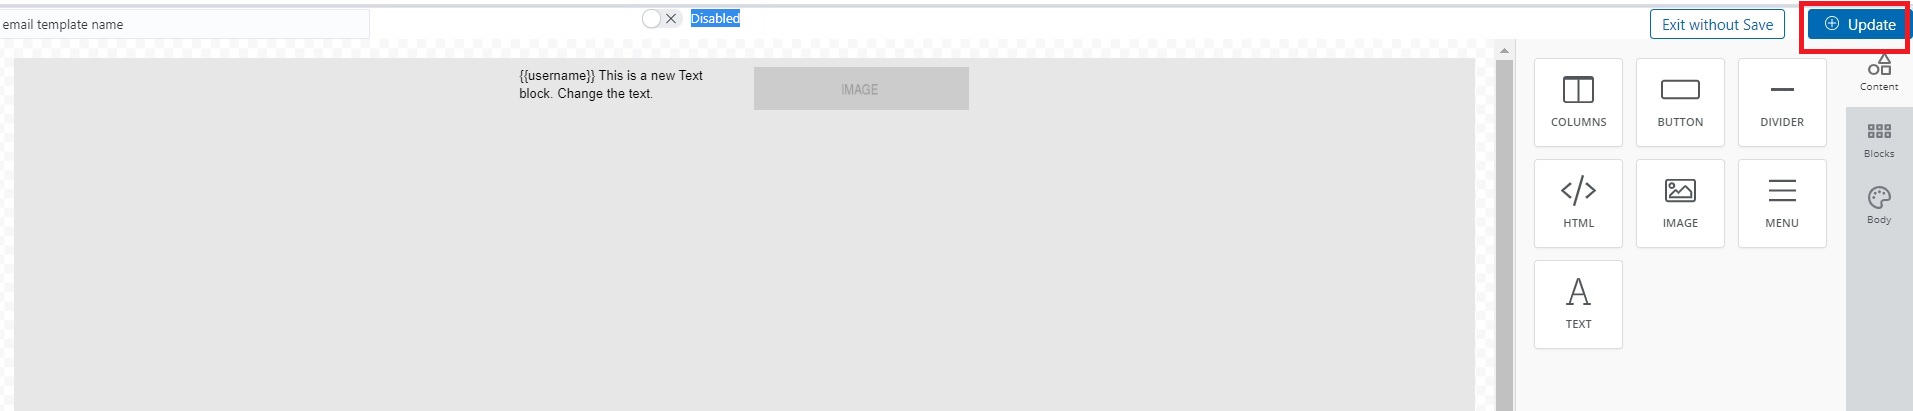 email template name
Disabled
Exit without Save
Update
{{username}} This is a new Text
block. Change the text.
IMAGE
COLUMNS
BUTTON
DIVIDER
HTML
IMAGE
MENU
TEXT
Content
Blocks
Body